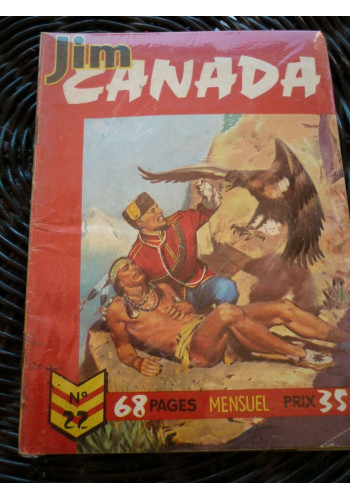 Jim
CANADA
N°
22
68 PAGES MENSUEL PRIX 35